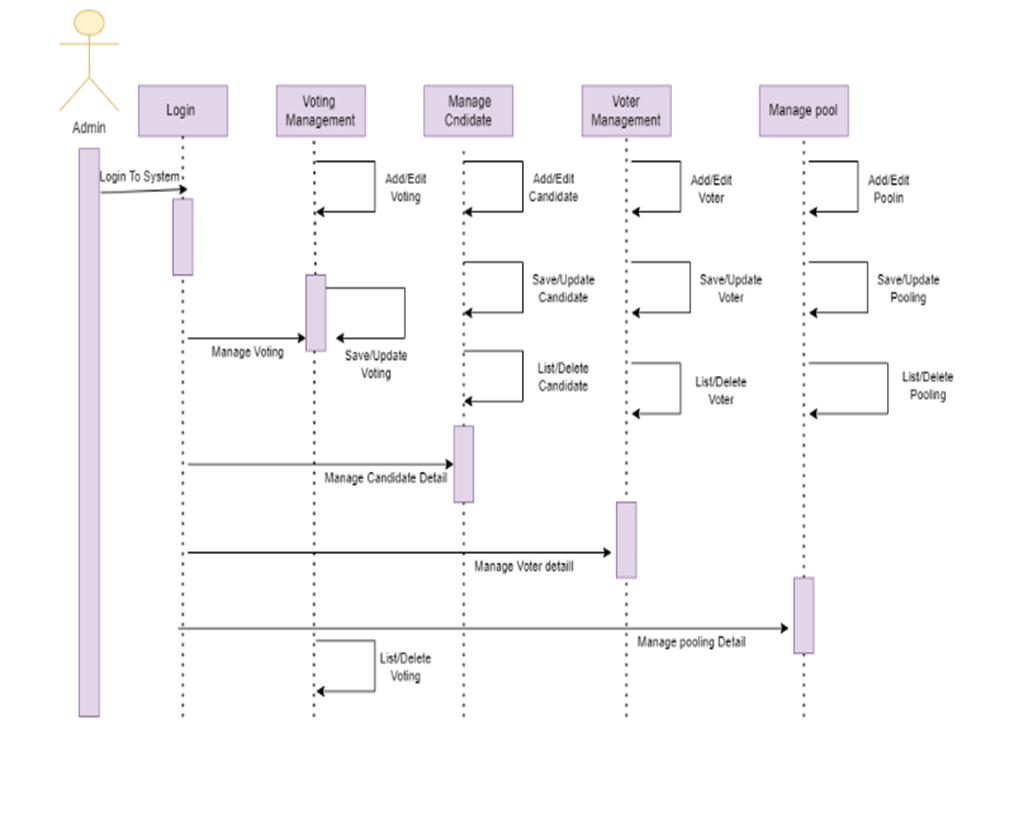 Admin
Login
Voting
Management
Manage
Cndidate
Voter
Management
Manage pool
Login To System
Add/Edit
Voting
Add/Edit
Candidate
Add/Edit
Voter
Add/Edit
Poolin
Save/Update
Candidate
Save/Update
Voter
Save/Update
Pooling
Manage Voting
Save/Update
Voting
List/Delete
Candidate
List/Delete
Voter
List/Delete
Pooling
Manage Candidate Detail
Manage Voter detaill
Manage pooling Detail
List/Delete
Voting